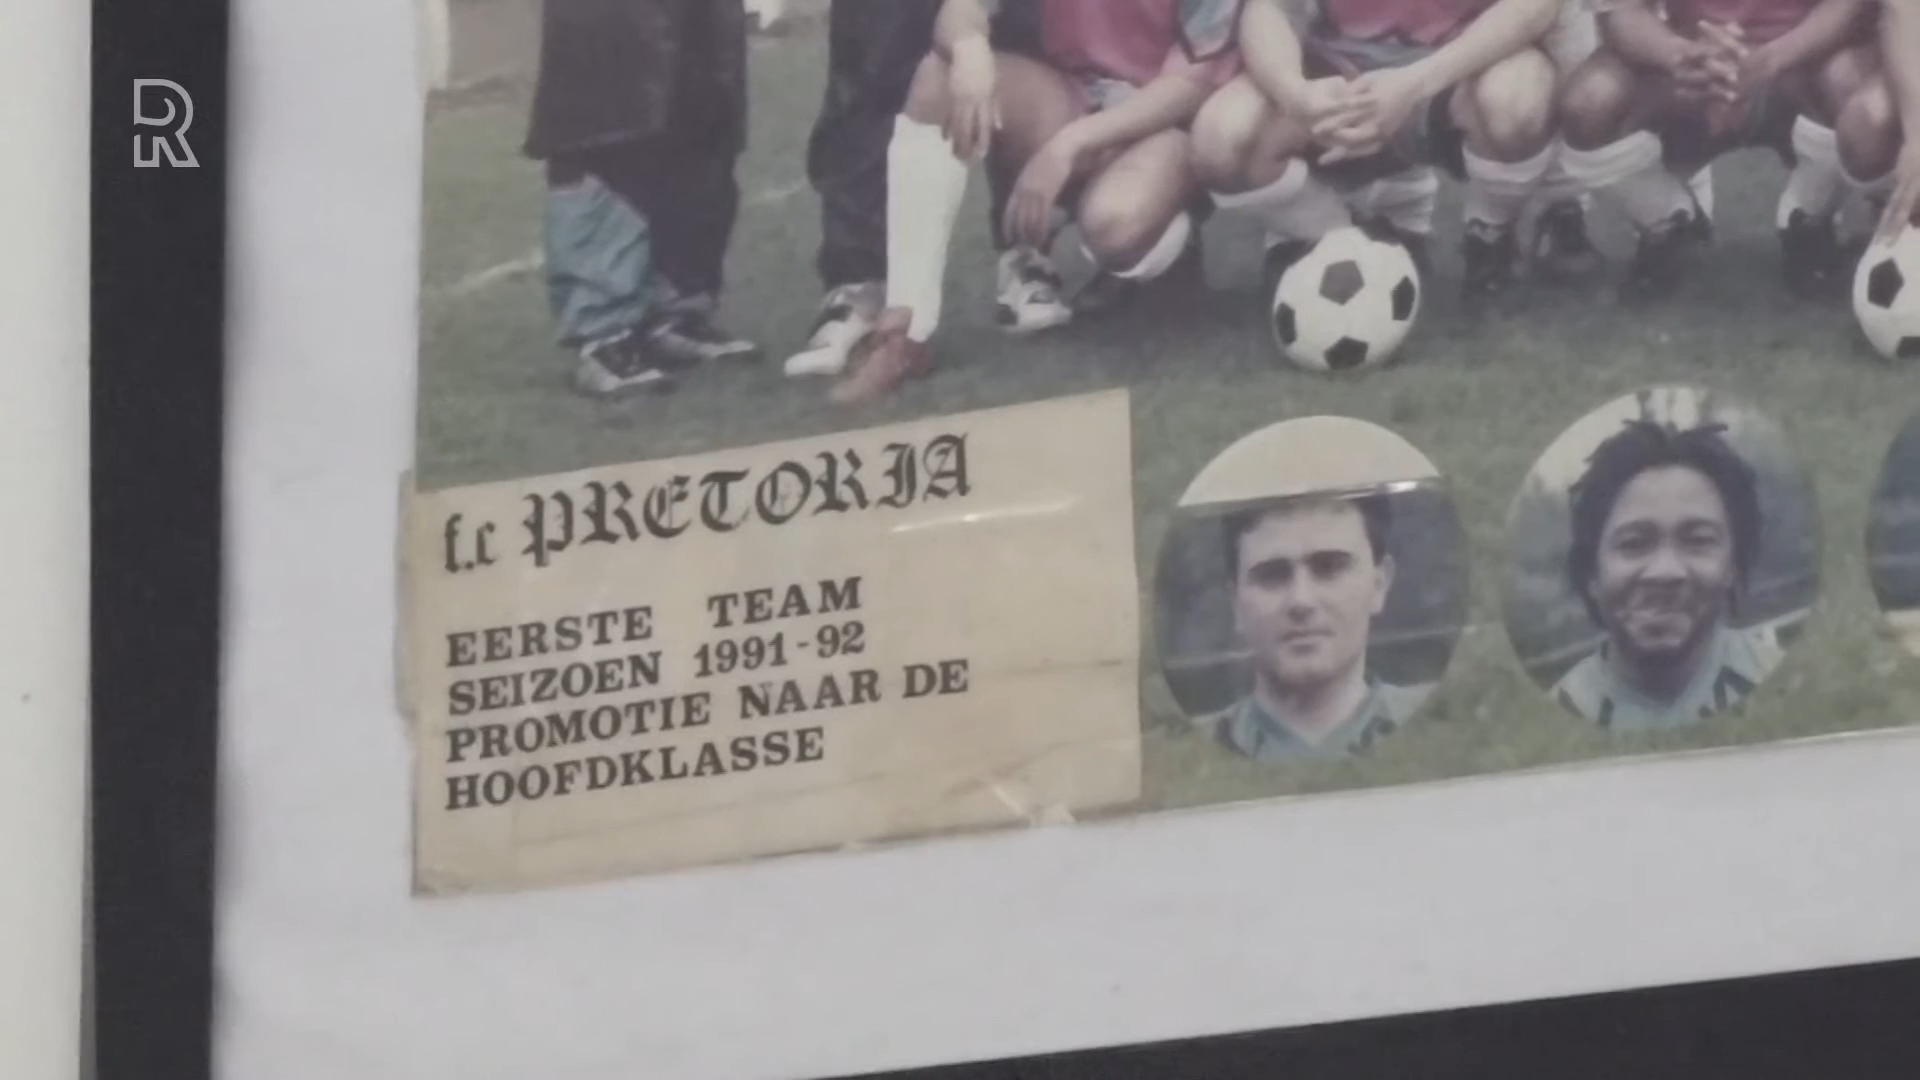 R
f.c PRETORIA
EERSTE TEAM
SEIZOEN 1991-92
PROMOTIE NAAR DE
HOOFDKLASSE